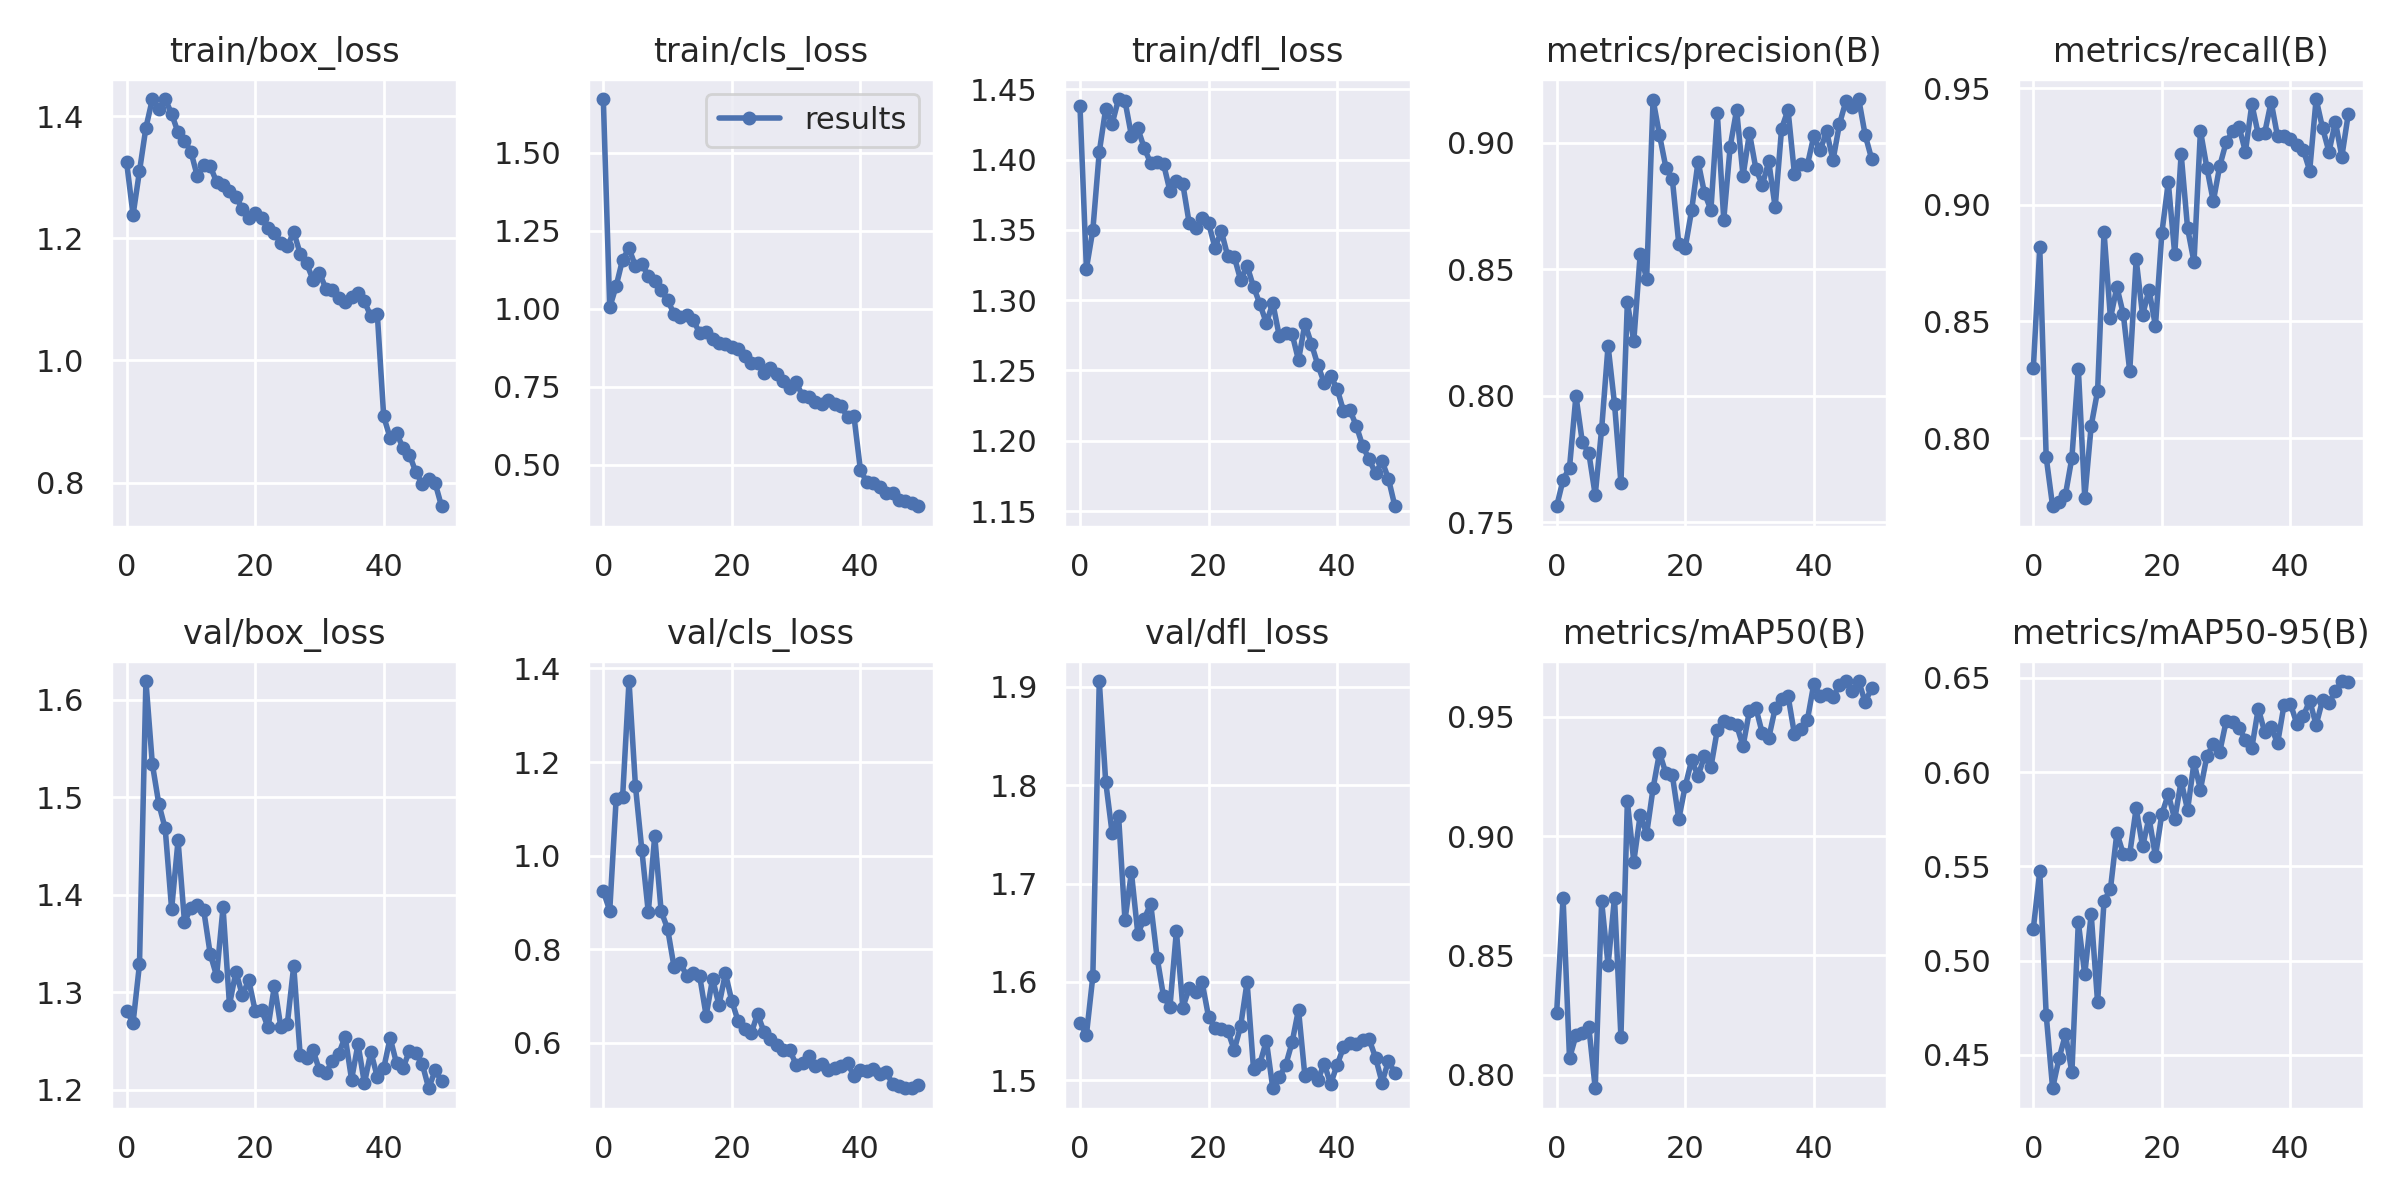 train/box_loss
1.4
1.2
1.0
0.8
0 20 40
train/cls_loss
results
1.50
1.25
1.00
0.75
0.50
0 20 40
train/dfl_loss
1.45
1.40
1.35
1.30
1.25
1.20
1.15
0 20 40
metrics/precision(B)
0.90
0.85
0.80
0.75
0 20 40
metrics/recall(B)
0.95
0.90
0.85
0.80
0 20 40
val/box_loss
1.6
1.5
1.4
1.3
1.2
0 20 40
val/cls_loss
1.4
1.2
1.0
0.8
0.6
0 20 40
val/dfl_loss
1.9
1.8
1.7
1.6
1.5
0 20 40
metrics/mAP50(B)
0.95
0.90
0.85
0.80
0 20 40
metrics/mAP50-95(B)
0.65
0.60
0.55
0.50
0.45
0 20 40